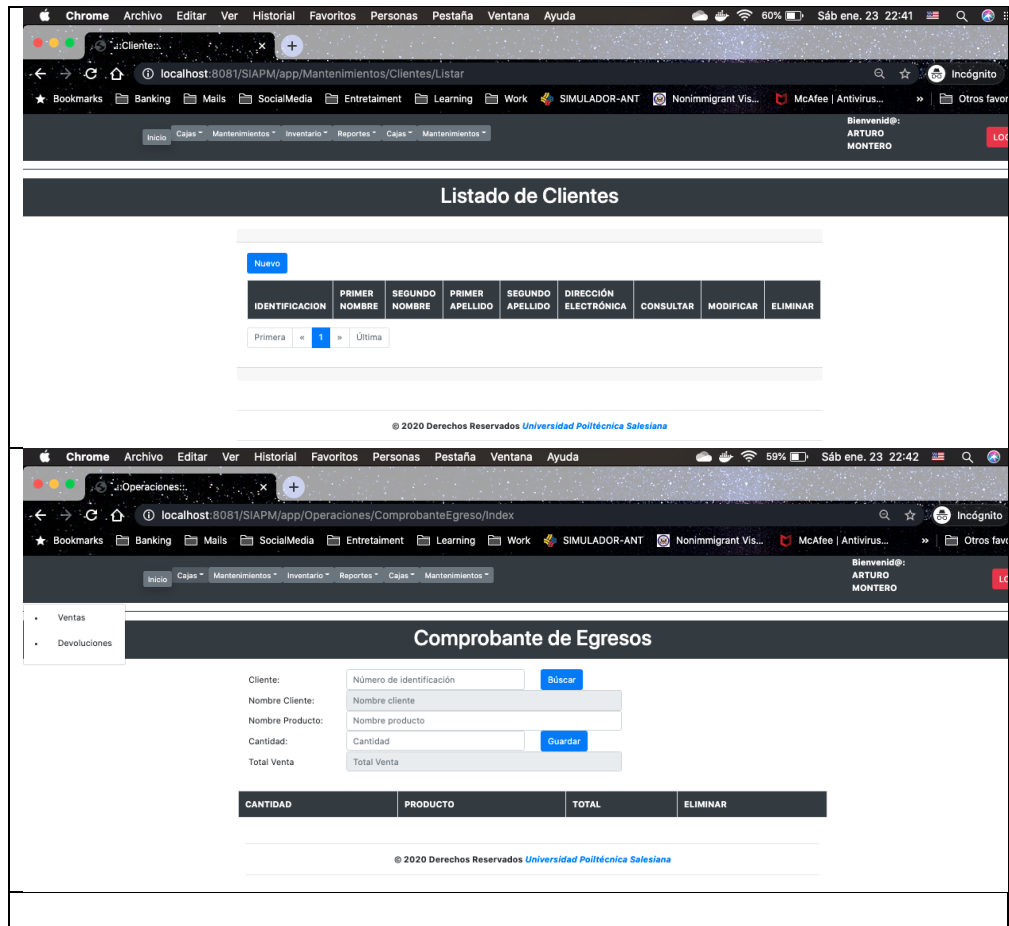 Chrome Archivo Editar Ver Historial Favoritos Personas Pestaña Ventana Ayuda 60% Sáb ene. 23 22:41
.::Cliente::. × +
localhost:8081/SIAPM/app/Mantenimientos/Clientes/Listar Incógnito
Bookmarks Banking Mails SocialMedia Entretaiment Learning Work SIMULADOR-ANT Nonimmigrant Vis... McAfee | Antivirus... » Otros favor
Inicio Cajas Mantenimientos Inventario Reportes Cajas Mantenimientos
Bienvenid@:
ARTURO
MONTERO
LOG
Listado de Clientes
Nuevo
IDENTIFICACION PRIMER NOMBRE SEGUNDO NOMBRE PRIMER APELLIDO SEGUNDO APELLIDO DIRECCIÓN ELECTRÓNICA CONSULTAR MODIFICAR ELIMINAR
Primera « 1 » Última
© 2020 Derechos Reservados Universidad Poiltécnica Salesiana
Chrome Archivo Editar Ver Historial Favoritos Personas Pestaña Ventana Ayuda 59% Sáb ene. 23 22:42
.::Operaciones::. × +
localhost:8081/SIAPM/app/Operaciones/ComprobanteEgreso/Index Incógnito
Bookmarks Banking Mails SocialMedia Entretaiment Learning Work SIMULADOR-ANT Nonimmigrant Vis... McAfee | Antivirus... » Otros favo
Inicio Cajas Mantenimientos Inventario Reportes Cajas Mantenimientos
Bienvenid@:
ARTURO
MONTERO
LO
• Ventas
• Devoluciones
Comprobante de Egresos
Cliente: Número de identificación Búscar
Nombre Cliente: Nombre cliente
Nombre Producto: Nombre producto
Cantidad: Cantidad Guardar
Total Venta Total Venta
CANTIDAD PRODUCTO TOTAL ELIMINAR
© 2020 Derechos Reservados Universidad Poiltécnica Salesiana